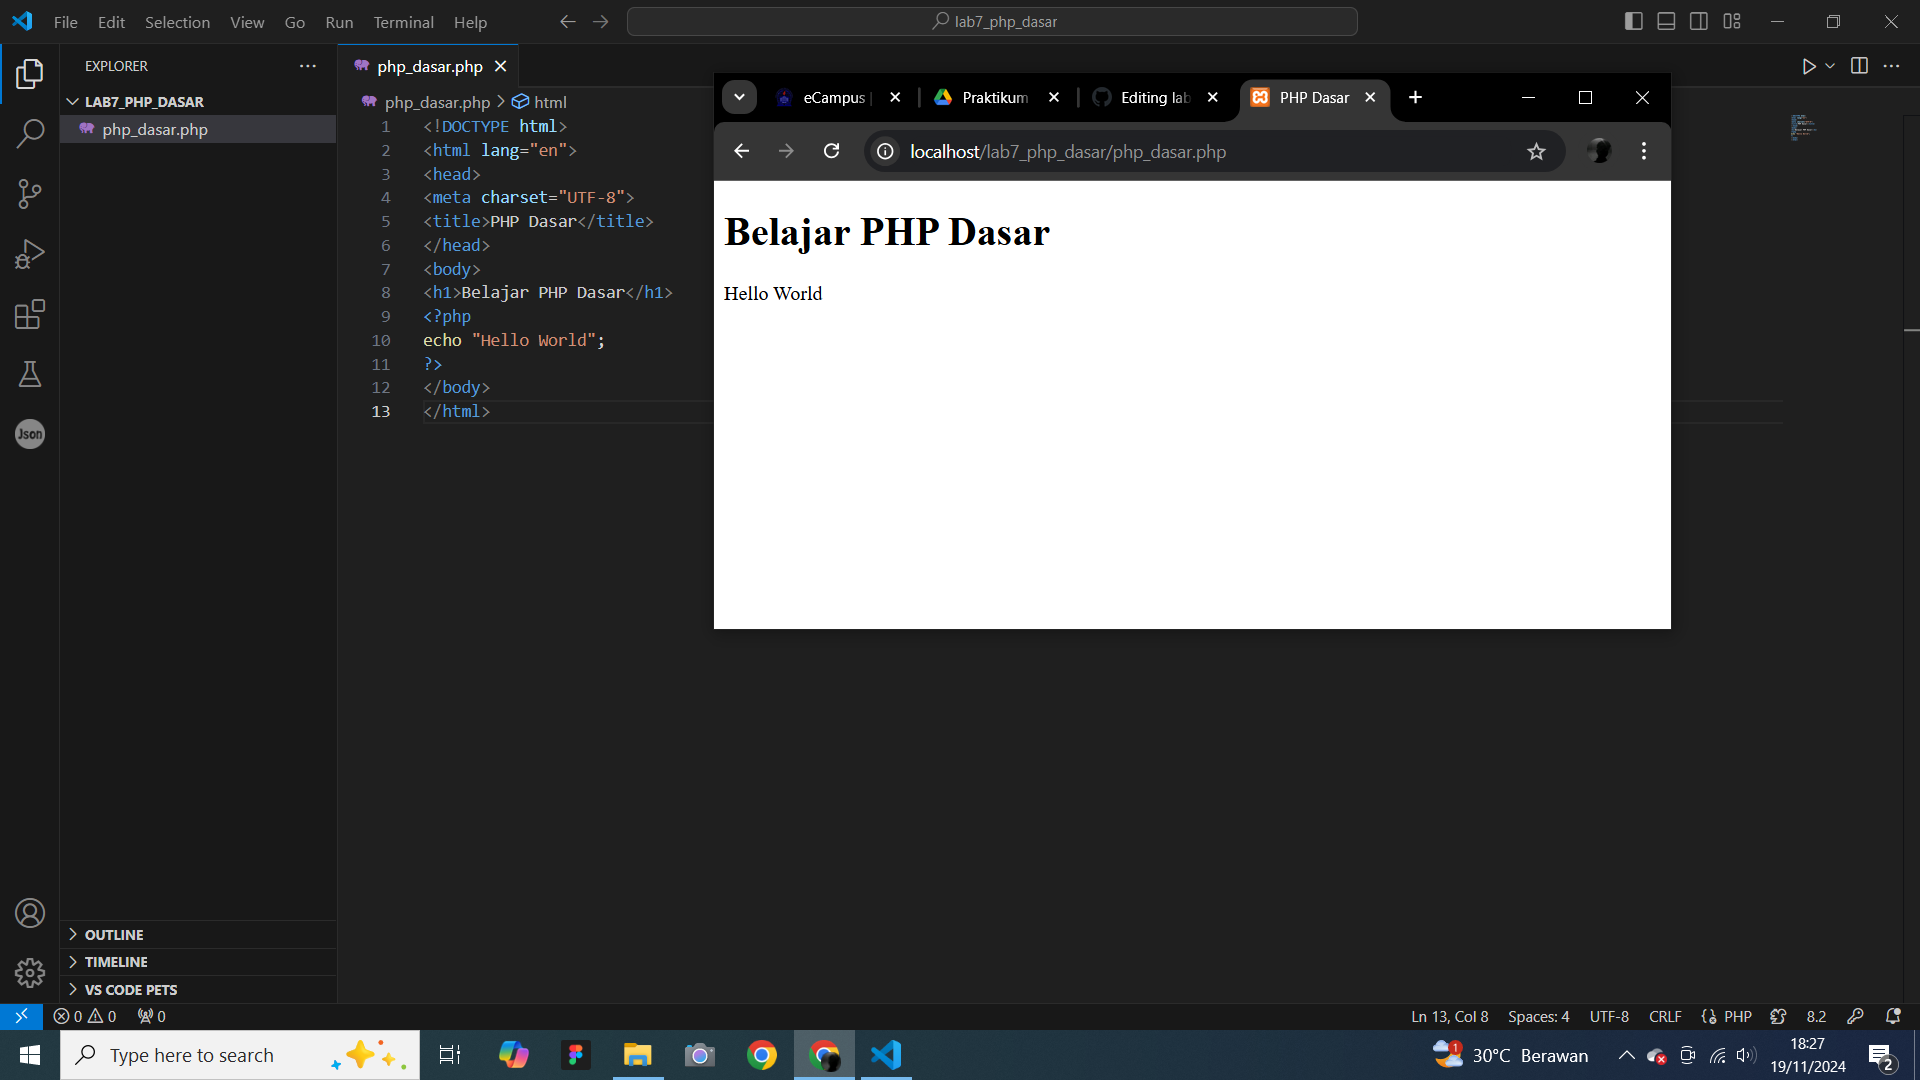 File Edit Selection View Go Run Terminal Help
lab7_php_dasar
EXPLORER
LAB7_PHP_DASAR
php_dasar.php
OUTLINE
TIMELINE
VS CODE PETS
Json
php_dasar.php
php_dasar.php > html
1 <!DOCTYPE html>
2 <html lang="en">
3 <head>
4 <meta charset="UTF-8">
5 <title>PHP Dasar</title>
6 </head>
7 <body>
8 <h1>Belajar PHP Dasar</h1>
9 <?php
10 echo "Hello World";
11 ?>
12 </body>
13 </html>
eCampus | Praktikum Editing lab PHP Dasar
localhost/lab7_php_dasar/php_dasar.php
Belajar PHP Dasar
Hello World
0 0 0
Ln 13, Col 8 Spaces: 4 UTF-8 CRLF PHP 8.2
Type here to search
1
30°C Berawan
18:27
19/11/2024
2